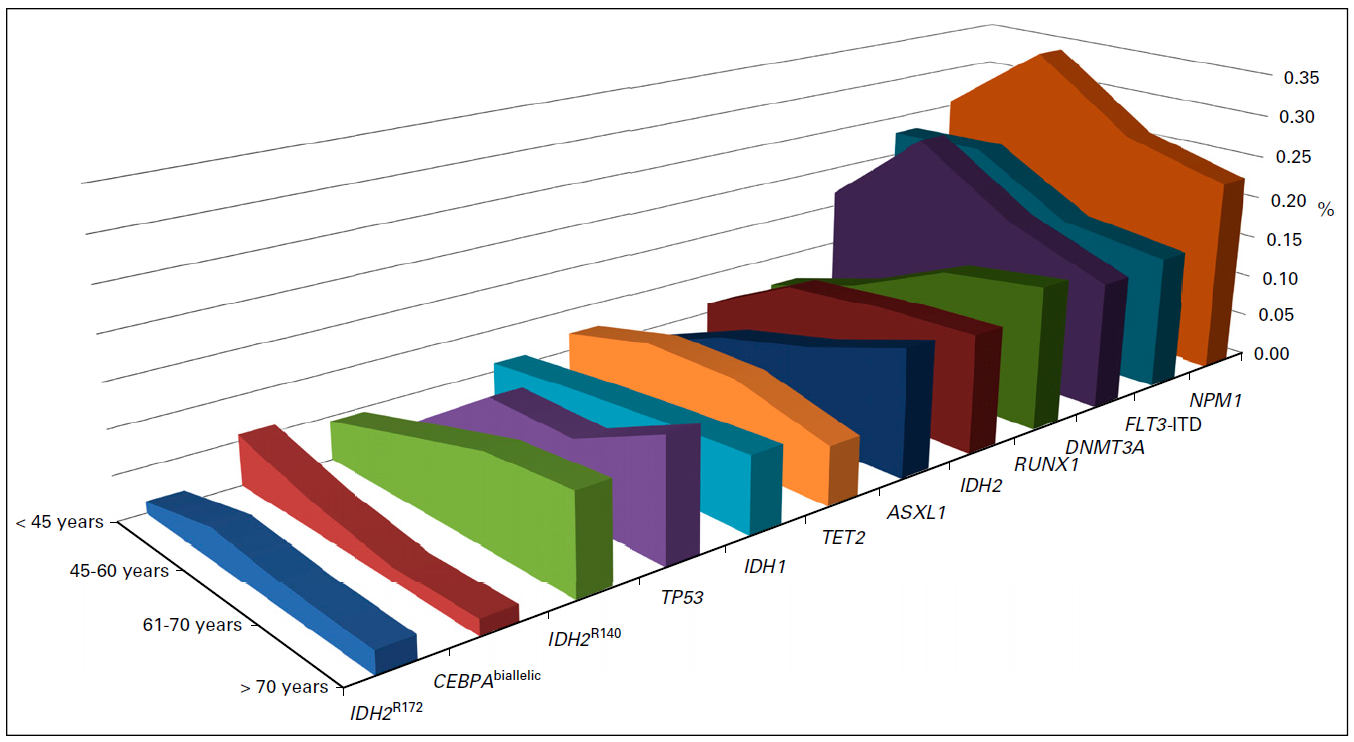 0.35
0.30
0.25
0.20
%
0.15
0.10
0.05
0.00
NPM1
FLT3-ITD
DNMT3A
RUNX1
IDH2
ASXL1
TET2
IDH1
TP53
IDH2R140
CEBPAbiallelic
IDH2R172
< 45 years
45-60 years
61-70 years
> 70 years